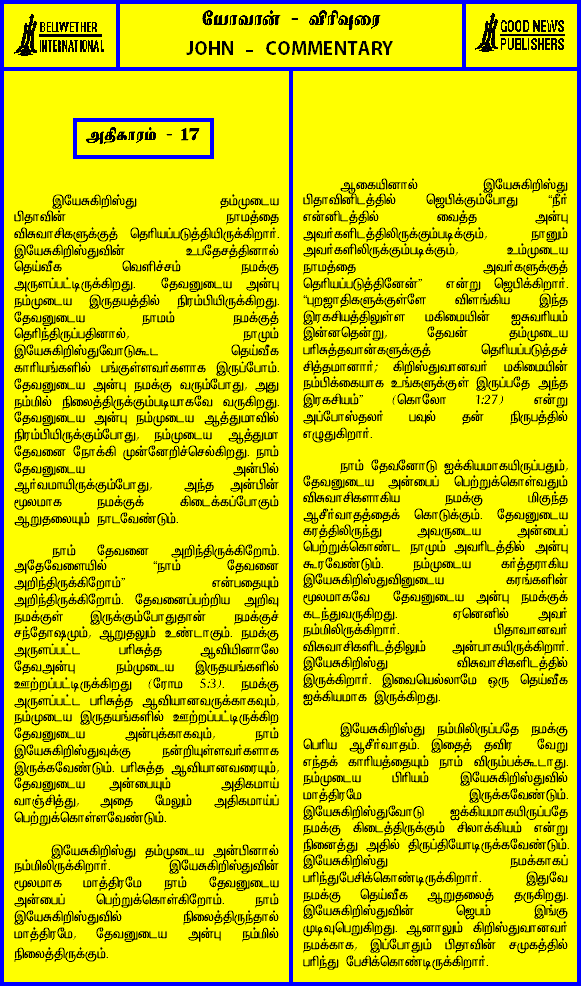 BELLWETHER
INTERNATIONAL
யோவான் - விரிவுரை
JOHN - COMMENTARY
GOOD NEWS
PUBLISHERS
அதிகாரம் - 17
இயேசுகிறிஸ்து தம்முடைய
பிதாவின் நாமத்தை
விசுவாசிகளுக்குத் தெரியப்படுத்தியிருக்கிறார்.
இயேசுகிறிஸ்துவின் உபதேசத்தினால்
தெய்வீக வெளிச்சம் நமக்கு
அருளப்பட்டிருக்கிறது. தேவனுடைய அன்பு
நம்முடைய இருதயத்தில் நிரம்பியிருக்கிறது.
தேவனுடைய நாமம் நமக்குத்
தெரிந்திருப்பதினால், நாமும்
இயேசுகிறிஸ்துவோடுகூட தெய்வீக
காரியங்களில் பங்குள்ளவர்களாக இருப்போம்.
தேவனுடைய அன்பு நமக்கு வரும்போது, அது
நம்மில் நிலைத்திருக்கும்படியாகவே வருகிறது.
தேவனுடைய அன்பு நம்முடைய ஆத்துமாவில்
நிரம்பியிருக்கும்போது, நம்முடைய ஆத்துமா
தேவனை நோக்கி முன்னேறிச்செல்கிறது. நாம்
தேவனுடைய அன்பில்
ஆர்வமாயிருக்கும்போது, அந்த அன்பின்
மூலமாக நமக்குக் கிடைக்கப்போகும்
ஆறுதலையும் நாடவேண்டும்.
நாம் தேவனை அறிந்திருக்கிறோம்.
அதேவேளையில் “நாம் தேவனை
அறிந்திருக்கிறோம்” என்பதையும்
அறிந்திருக்கிறோம். தேவனைப்பற்றிய அறிவு
நமக்குள் இருக்கும்போதுதான் நமக்குச்
சந்தோஷமும், ஆறுதலும் உண்டாகும். நமக்கு
அருளப்பட்ட பரிசுத்த ஆவியினாலே
தேவஅன்பு நம்முடைய இருதயங்களில்
ஊற்றப்பட்டிருக்கிறது (ரோம 5:3). நமக்கு
அருளப்பட்ட பரிசுத்த ஆவியானவருக்காகவும்,
நம்முடைய இருதயங்களில் ஊற்றப்பட்டிருக்கிற
தேவனுடைய அன்புக்காகவும், நாம்
இயேசுகிறிஸ்துவுக்கு நன்றியுள்ளவர்களாக
இருக்கவேண்டும். பரிசுத்த ஆவியானவரையும்,
தேவனுடைய அன்பையும் அதிகமாய்
வாஞ்சித்து, அதை மேலும் அதிகமாய்ப்
பெற்றுக்கொள்ளவேண்டும்.
இயேசுகிறிஸ்து தம்முடைய அன்பினால்
நம்மிலிருக்கிறார். இயேசுகிறிஸ்துவின்
மூலமாக மாத்திரமே நாம் தேவனுடைய
அன்பைப் பெற்றுக்கொள்கிறோம். நாம்
இயேசுகிறிஸ்துவில் நிலைத்திருந்தால்
மாத்திரமே, தேவனுடைய அன்பு நம்மில்
நிலைத்திருக்கும்.
ஆகையினால் இயேசுகிறிஸ்து
பிதாவினிடத்தில் ஜெபிக்கும்போது “நீர்
என்னிடத்தில் வைத்த அன்பு
அவர்களிடத்திலிருக்கும்படிக்கும், நானும்
அவர்களிலிருக்கும்படிக்கும், உம்முடைய
நாமத்தை அவர்களுக்குத்
தெரியப்படுத்தினேன்” என்று ஜெபிக்கிறார்.
“புறஜாதிகளுக்குள்ளே விளங்கிய இந்த
இரகசியத்திலுள்ள மகிமையின் ஐசுவரியம்
இன்னதென்று, தேவன் தம்முடைய
பரிசுத்தவான்களுக்குத் தெரியப்படுத்தச்
சித்தமானார்; கிறிஸ்துவானவர் மகிமையின்
நம்பிக்கையாக உங்களுக்குள் இருப்பதே அந்த
இரகசியம்” (கொலோ 1:27) என்று
அப்போஸ்தலர் பவுல் தன் நிருபத்தில்
எழுதுகிறார்.
நாம் தேவனோடு ஐக்கியமாகயிருப்பதும்,
தேவனுடைய அன்பைப் பெற்றுக்கொள்வதும்
விசுவாசிகளாகிய நமக்கு மிகுந்த
ஆசீர்வாதத்தைக் கொடுக்கும். தேவனுடைய
கரத்திலிருந்து அவருடைய அன்பைப்
பெற்றுக்கொண்ட நாமும் அவரிடத்தில் அன்பு
கூரவேண்டும். நம்முடைய கர்த்தராகிய
இயேசுகிறிஸ்துவினுடைய கரங்களின்
மூலமாகவே தேவனுடைய அன்பு நமக்குக்
கடந்துவருகிறது. ஏனெனில் அவர்
நம்மிலிருக்கிறார். பிதாவானவர்
விசுவாசிகளிடத்திலும் அன்பாகயிருக்கிறார்.
இயேசுகிறிஸ்து விசுவாசிகளிடத்தில்
இருக்கிறார். இவையெல்லாமே ஒரு தெய்வீக
ஐக்கியமாக இருக்கிறது.
இயேசுகிறிஸ்து நம்மிலிருப்பதே நமக்கு
பெரிய ஆசீர்வாதம். இதைத் தவிர வேறு
எந்தக் காரியத்தையும் நாம் விரும்பக்கூடாது.
நம்முடைய பிரியம் இயேசுகிறிஸ்துவில்
மாத்திரமே இருக்கவேண்டும்.
இயேசுகிறிஸ்துவோடு ஐக்கியமாகயிருப்பதே
நமக்கு கிடைத்திருக்கும் சிலாக்கியம் என்று
நினைத்து அதில் திருப்தியோடிருக்கவேண்டும்.
இயேசுகிறிஸ்து நமக்காகப்
பரிந்துபேசிக்கொண்டிருக்கிறார். இதுவே
நமக்கு தெய்வீக ஆறுதலைத் தருகிறது.
இயேசுகிறிஸ்துவின் ஜெபம் இங்கு
முடிவுபெறுகிறது. ஆனாலும் கிறிஸ்துவானவர்
நமக்காக, இப்போதும் பிதாவின் சமுகத்தில்
பரிந்து பேசிக்கொண்டிருக்கிறார்.